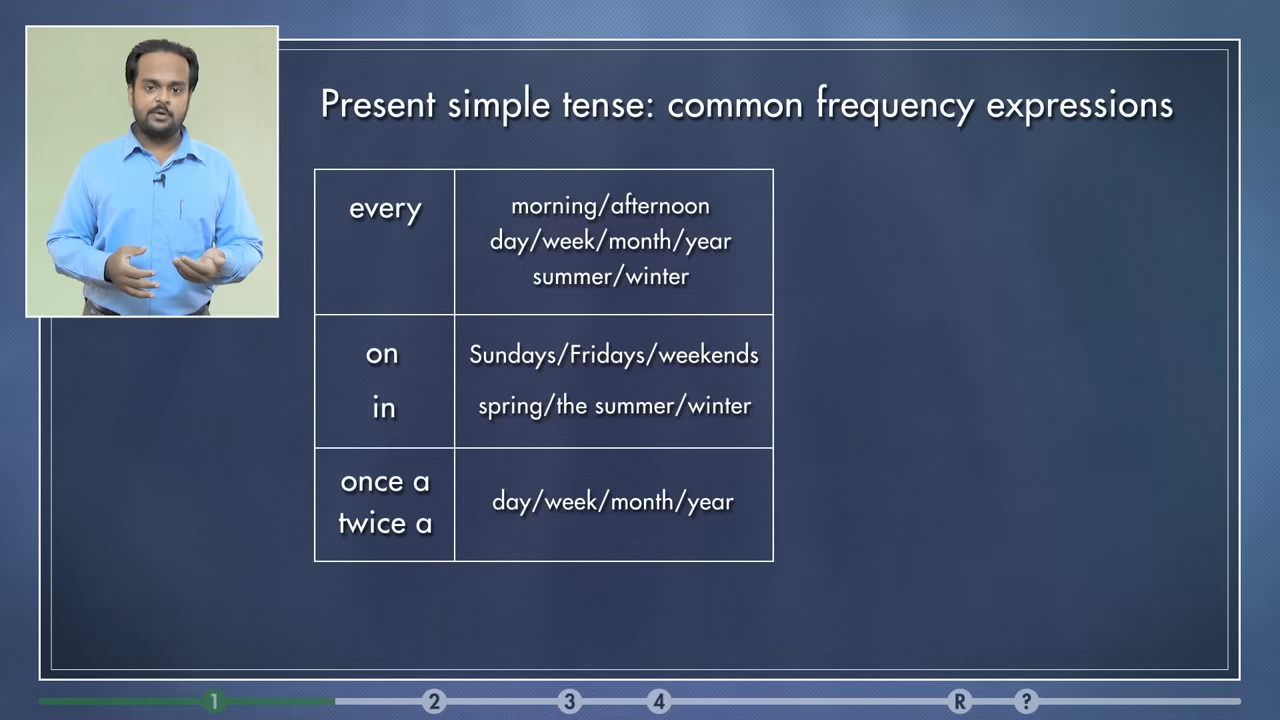 Present simple tense: common frequency expressions
every
morning/afternoon
day/week/month/year
summer/winter
on
Sundays/Fridays/weekends
in
spring/the summer/winter
once a
twice a
day/week/month/year
1
2
3
4
R
?